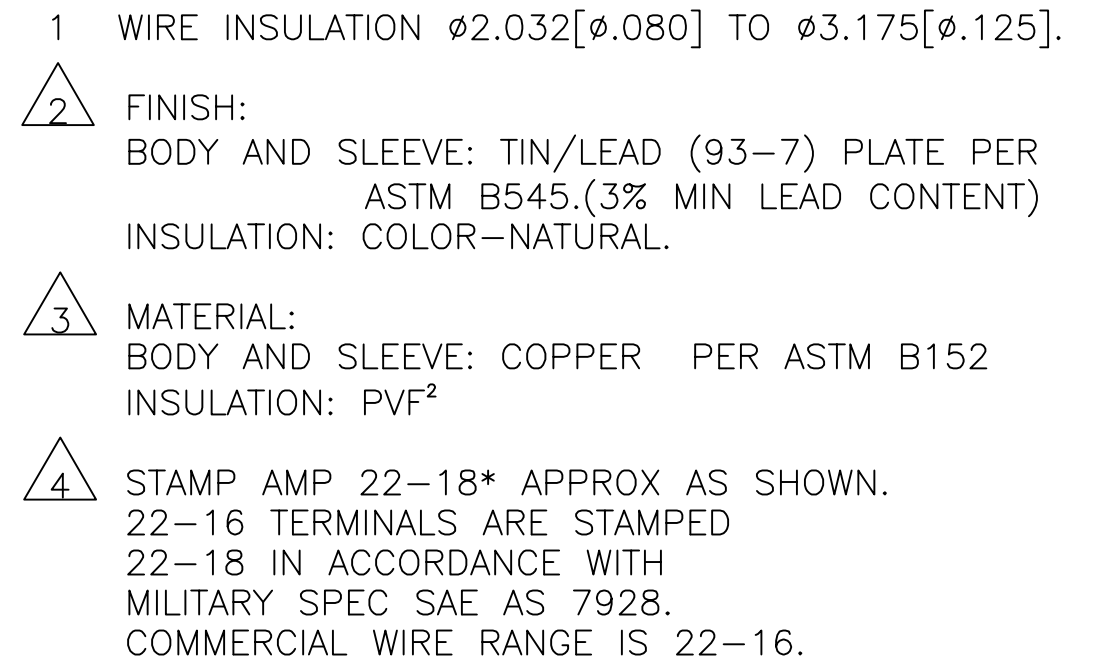 1 WIRE INSULATION ø2.032[ø.080] TO ø3.175[ø.125].
2 FINISH:
BODY AND SLEEVE: TIN/LEAD (93-7) PLATE PER
ASTM B545.(3% MIN LEAD CONTENT)
INSULATION: COLOR-NATURAL.
3 MATERIAL:
BODY AND SLEEVE: COPPER PER ASTM B152
INSULATION: PVF²
4 STAMP AMP 22-18* APPROX AS SHOWN.
22-16 TERMINALS ARE STAMPED
22-18 IN ACCORDANCE WITH
MILITARY SPEC SAE AS 7928.
COMMERCIAL WIRE RANGE IS 22-16.